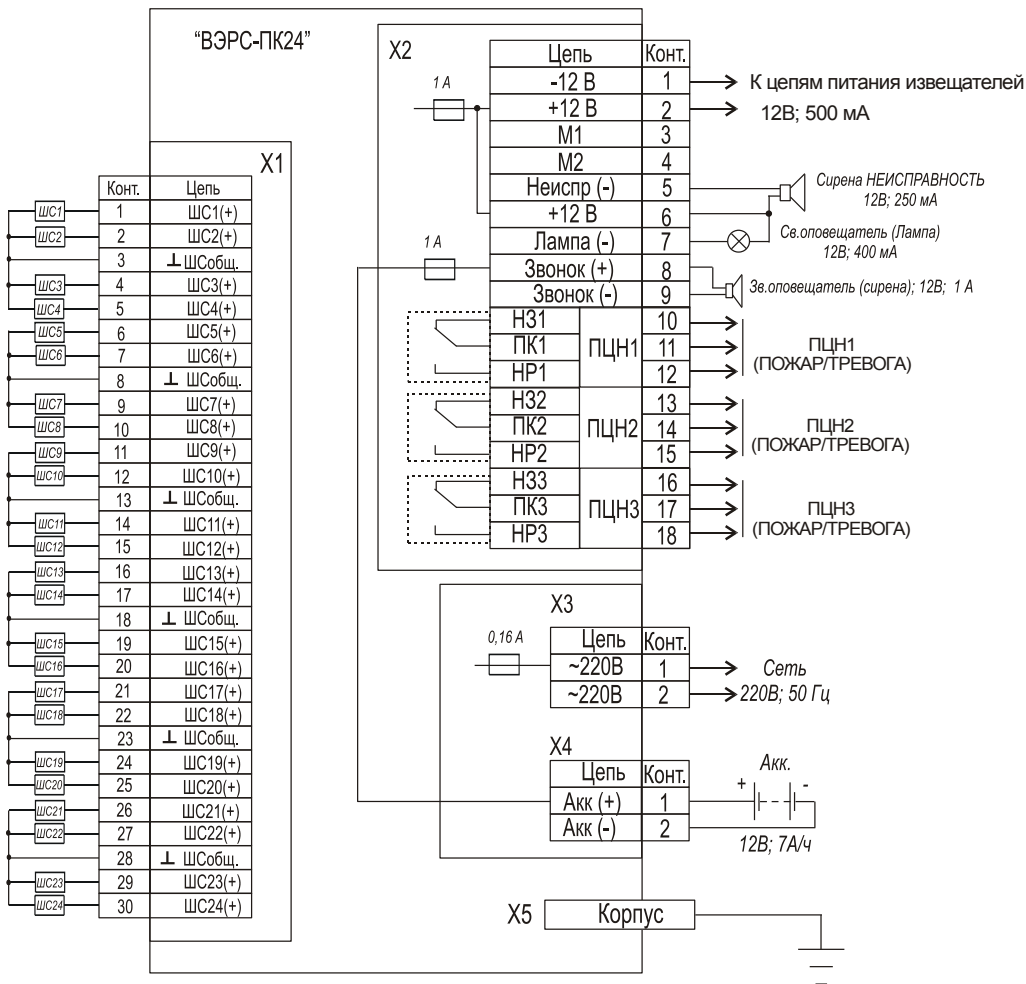 "ВЭРС-ПК24"
X1
Конт. Цепь
ШС1 1 ШС1(+)
ШС2 2 ШС2(+)
3 ⊥ ШСобщ.
ШС3 4 ШС3(+)
ШС4 5 ШС4(+)
ШС5 6 ШС5(+)
ШС6 7 ШС6(+)
8 ⊥ ШСобщ.
ШС7 9 ШС7(+)
ШС8 10 ШС8(+)
ШС9 11 ШС9(+)
ШС10 12 ШС10(+)
13 ⊥ ШСобщ.
ШС11 14 ШС11(+)
ШС12 15 ШС12(+)
ШС13 16 ШС13(+)
ШС14 17 ШС14(+)
18 ⊥ ШСобщ.
ШС15 19 ШС15(+)
ШС16 20 ШС16(+)
ШС17 21 ШС17(+)
ШС18 22 ШС18(+)
23 ⊥ ШСобщ.
ШС19 24 ШС19(+)
ШС20 25 ШС20(+)
ШС21 26 ШС21(+)
ШС22 27 ШС22(+)
28 ⊥ ШСобщ.
ШС23 29 ШС23(+)
ШС24 30 ШС24(+)
X2
Цепь Конт.
-12 В 1 К цепям питания извещателей
1 А
+12 В 2 12В; 500 мА
М1 3
М2 4
Неиспр (-) 5 Сирена НЕИСПРАВНОСТЬ
12В; 250 мА
+12 В 6
Лампа (-) 7 Св.оповещатель (Лампа)
12В; 400 мА
1 А
Звонок (+) 8
Звонок (-) 9 Зв.оповещатель (сирена); 12В; 1 А
НЗ1 10
ПК1 ПЦН1 11 ПЦН1
(ПОЖАР/ТРЕВОГА)
НР1 12
НЗ2 13
ПК2 ПЦН2 14 ПЦН2
(ПОЖАР/ТРЕВОГА)
НР2 15
НЗ3 16
ПК3 ПЦН3 17 ПЦН3
(ПОЖАР/ТРЕВОГА)
НР3 18
X3
0,16 А
Цепь Конт.
~220В 1 Сеть
~220В 2 220В; 50 Гц
X4
Цепь Конт.
Акк.
+ -
Акк (+) 1
Акк (-) 2
12В; 7А/ч
X5 Корпус